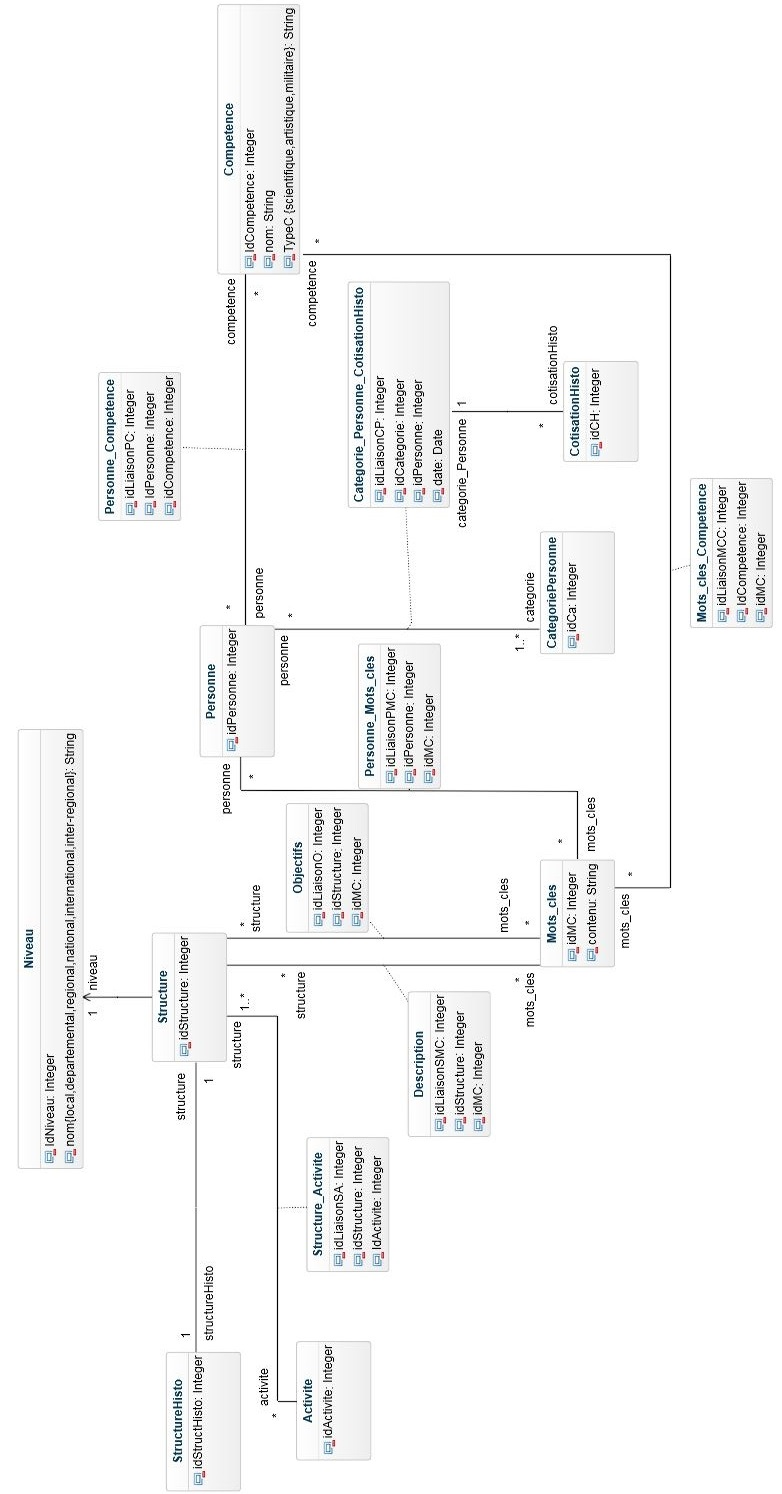 Niveau
IdNiveau: Integer
nom{local,departemental,regional,national,international,inter-regional}: String
1
niveau
StructureHisto
idStructHisto: Integer
1
structureHisto
structure
1
Structure
idStructure: Integer
Personne_Competence
idLiaisonPC: Integer
IdPersonne: Integer
idCompetence: Integer
Personne
idPersonne: Integer
*
personne
competence
*
Competence
IdCompetence: Integer
nom: String
TypeC {scientifique,artistique,militaire}: String
structure
1..*
activite
*
Activite
idActivite: Integer
Structure_Activite
idLiaisonSA: Integer
idStructure: Integer
IdActivite: Integer
*
structure
*
structure
Objectifs
idLiaisonO: Integer
idStructure: Integer
idMC: Integer
personne
*
personne
*
competence
*
Description
idLiaisonSMC: Integer
idStructure: Integer
idMC: Integer
Personne_Mots_cles
idLiaisonPMC: Integer
idPersonne: Integer
idMC: Integer
Categorie_Personne_CotisationHisto
idLiaisonCP: Integer
idCategorie: Integer
idPersonne: Integer
date: Date
categorie_Personne
1
*
cotisationHisto
CotisationHisto
idCH: Integer
mots_cles
*
*
mots_cles
*
mots_cles
1..*
categorie
CategoriePersonne
idCa: Integer
Mots_cles
idMC: Integer
contenu: String
mots_cles
*
Mots_cles_Competence
idLiaisonMCC: Integer
IdCompetence: Integer
idMC: Integer